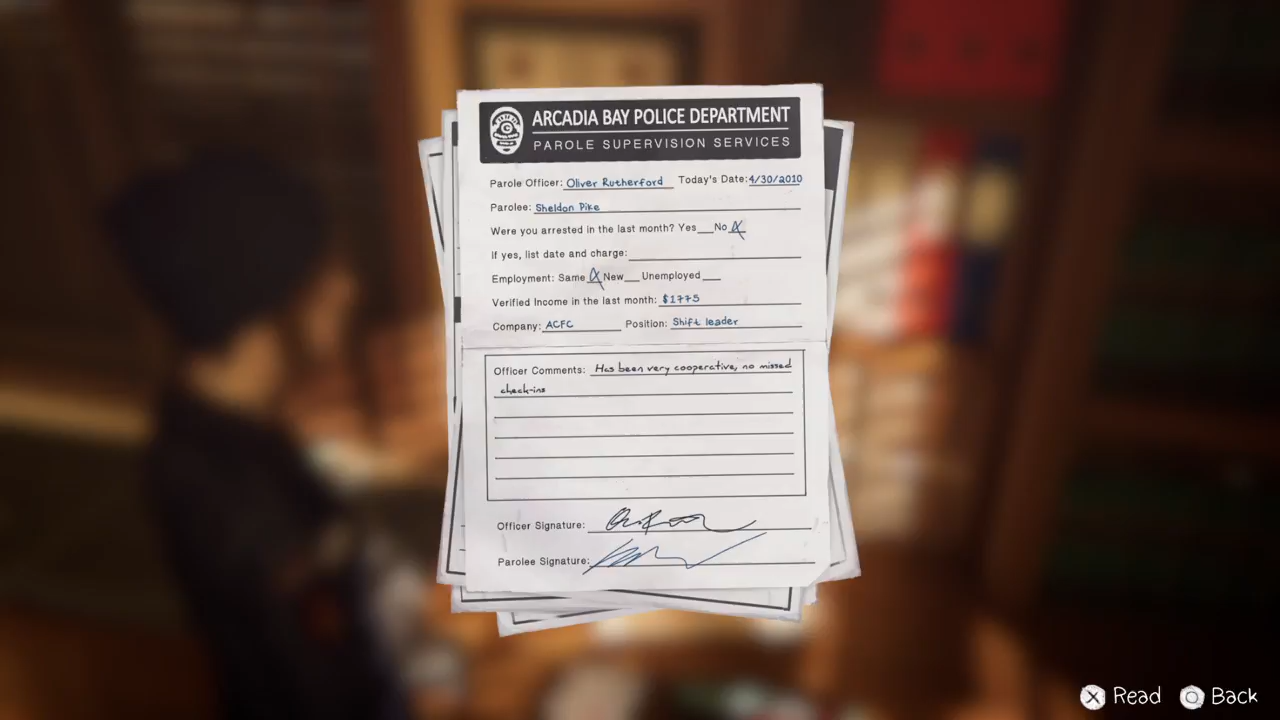 ARCADIA BAY POLICE DEPARTMENT
PAROLE SUPERVISION SERVICES
Parole Officer: Oliver Rutherford Today's Date: 4/30/2010
Parolee: Sheldon Pike
Were you arrested in the last month? Yes No X
If yes, list date and charge:
Employment: Same X New Unemployed
Verified Income in the last month: $1775
Company: ACFC Position: Shift leader
Officer Comments: Has been very cooperative, no missed
check-ins
Officer Signature:
Parolee Signature:
Read Back